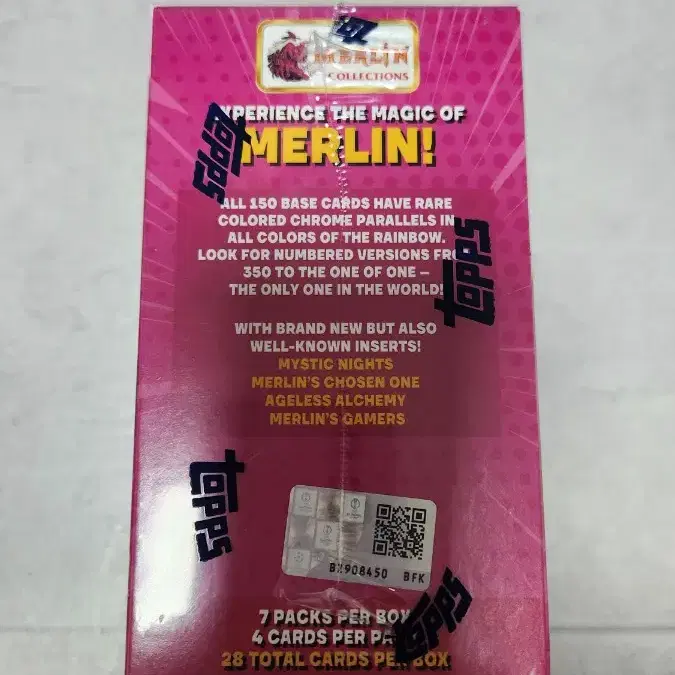 topps
MERLIN
COLLECTIONS
EXPERIENCE THE MAGIC OF
MERLIN!
topps
ALL 150 BASE CARDS HAVE RARE
COLORED CHROME PARALLELS IN
ALL COLORS OF THE RAINBOW.
LOOK FOR NUMBERED VERSIONS FRO
350 TO THE ONE OF ONE –
THE ONLY ONE IN THE WORLD!
topps
WITH BRAND NEW BUT ALSO
WELL-KNOWN INSERTS!
MYSTIC NIGHTS
MERLIN'S CHOSEN ONE
AGELESS ALCHEMY
MERLIN'S GAMERS
topps
BX908450 BFK
7 PACKS PER BOX
4 CARDS PER PA
topps
28 TOTAL CARDS PER BOX